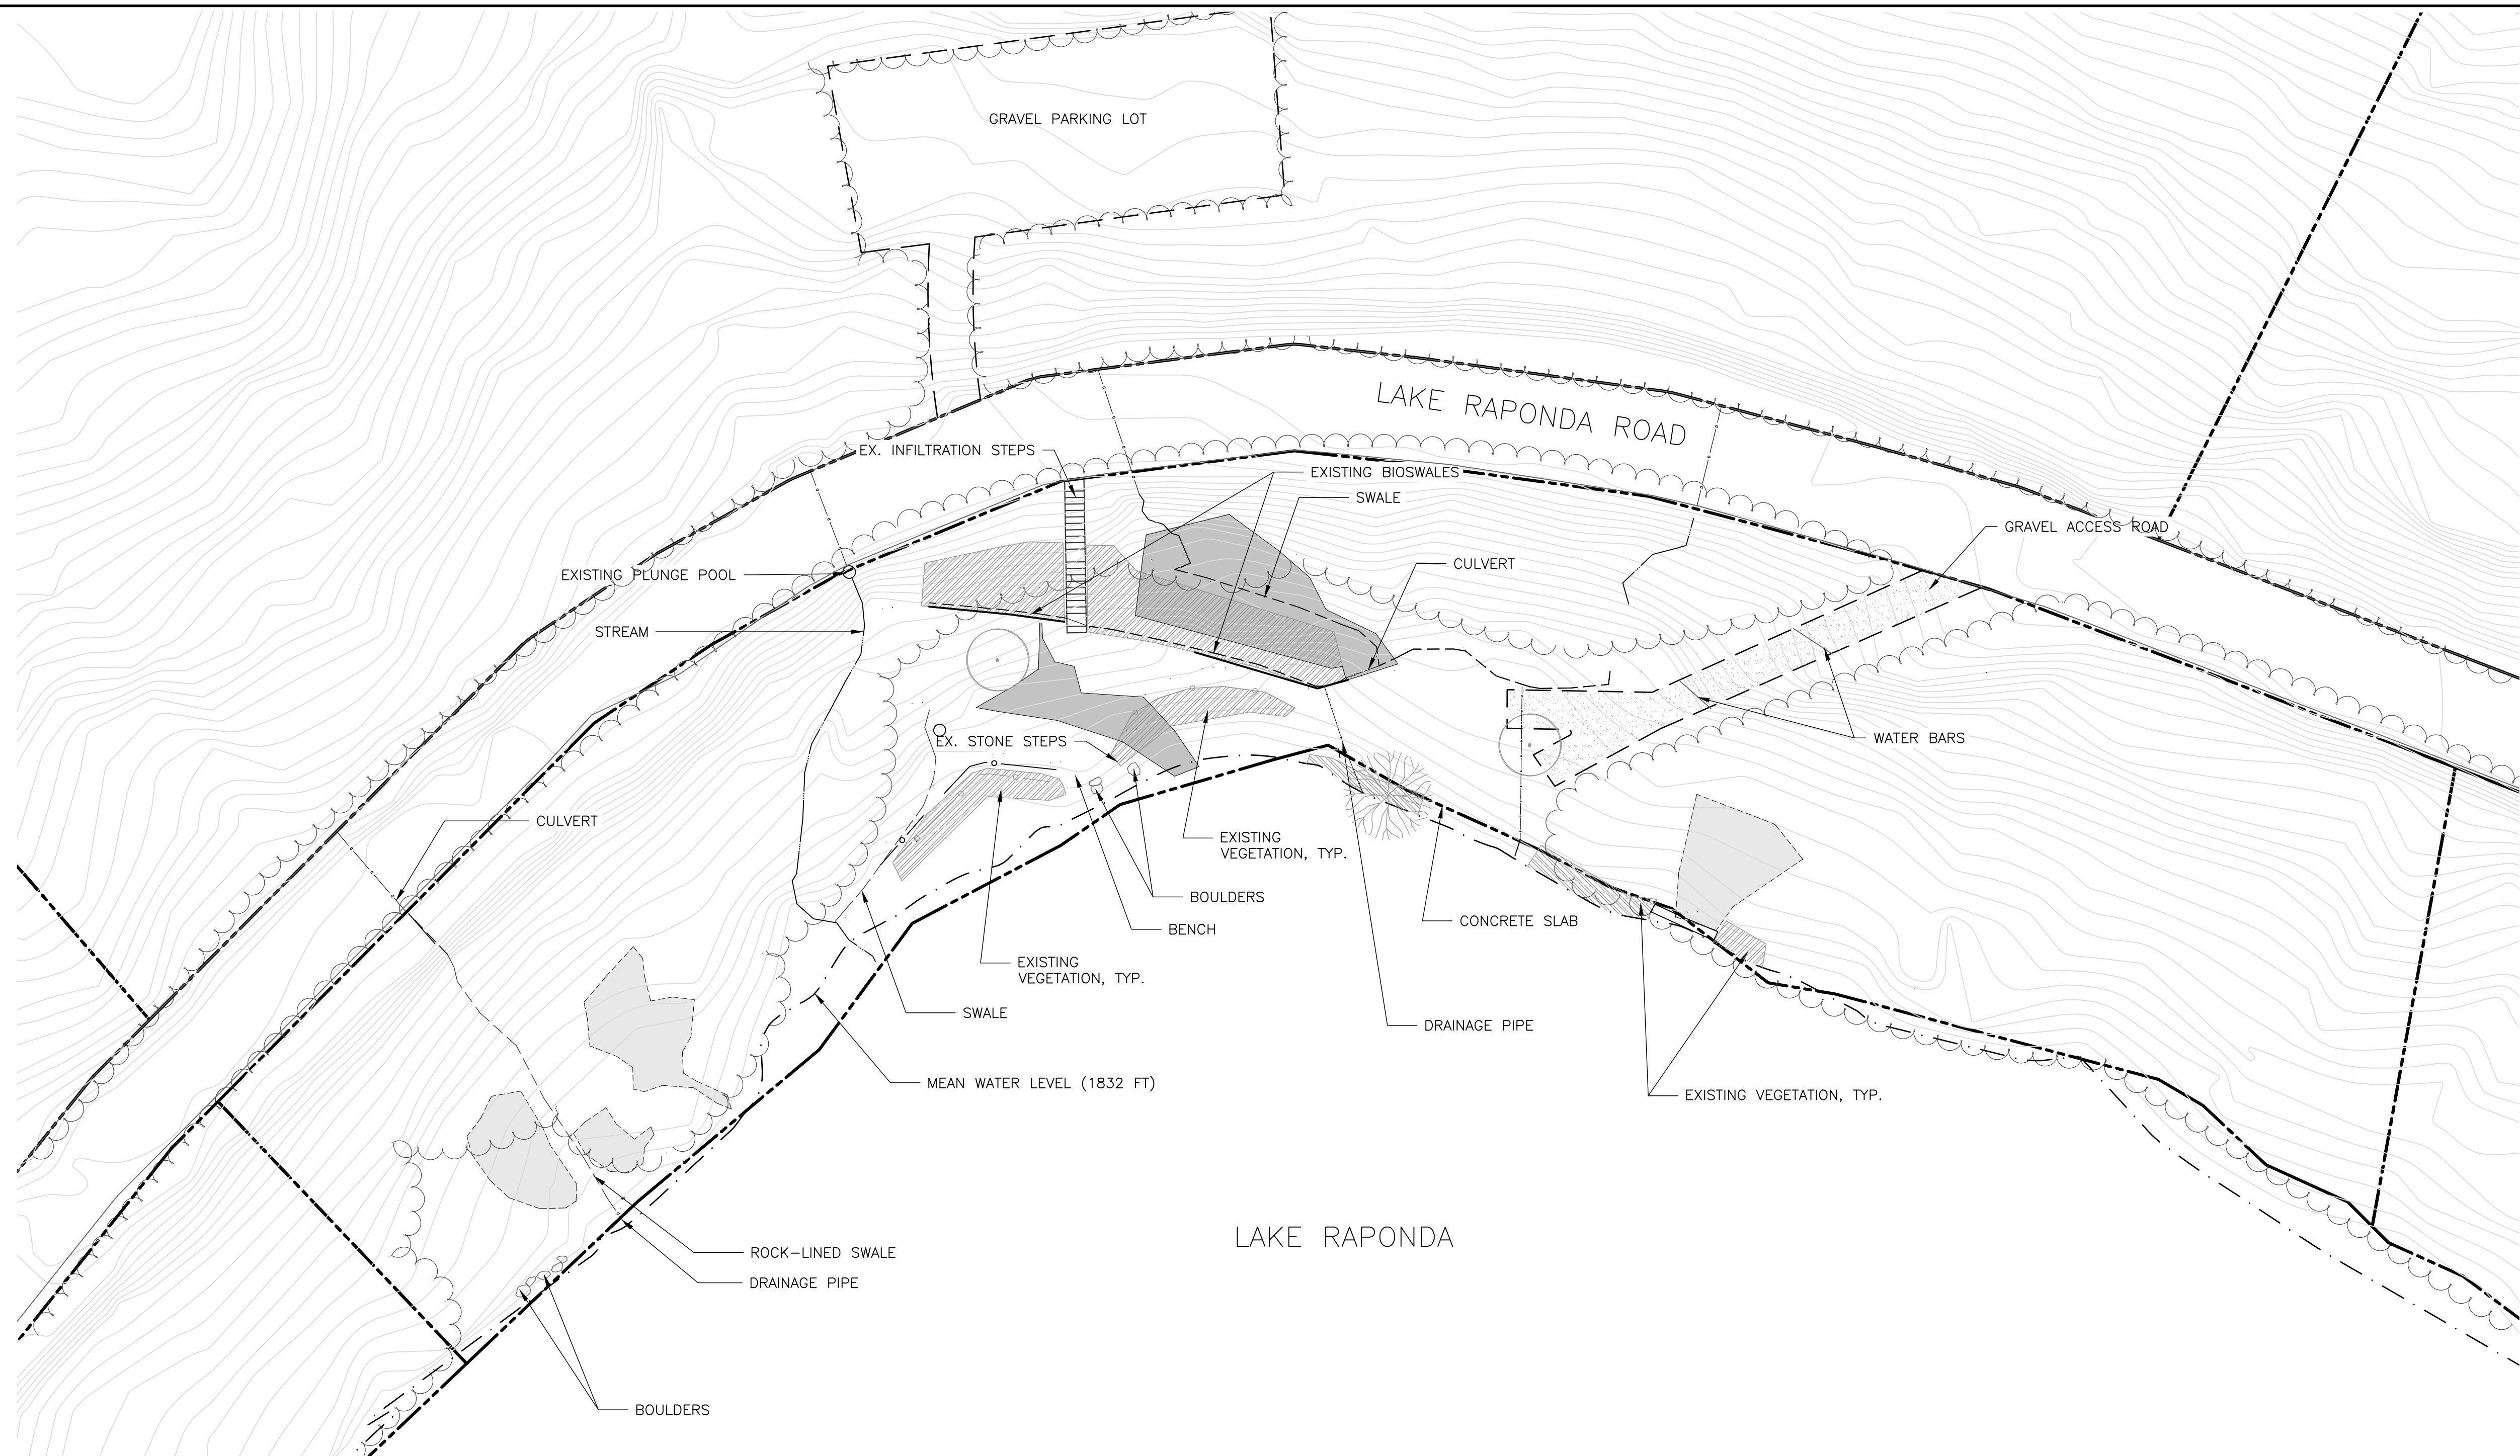 GRAVEL PARKING LOT
LAKE RAPONDA ROAD
EX. INFILTRATION STEPS
EXISTING BIOSWALES
SWALE
GRAVEL ACCESS ROAD
CULVERT
EXISTING PLUNGE POOL
STREAM
EX. STONE STEPS
WATER BARS
CULVERT
EXISTING
VEGETATION, TYP.
BOULDERS
CONCRETE SLAB
BENCH
EXISTING
VEGETATION, TYP.
SWALE
DRAINAGE PIPE
MEAN WATER LEVEL (1832 FT)
EXISTING VEGETATION, TYP.
LAKE RAPONDA
ROCK-LINED SWALE
DRAINAGE PIPE
BOULDERS